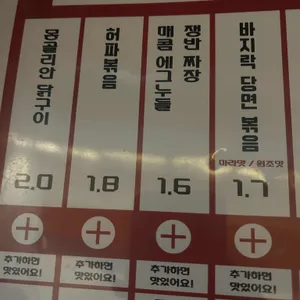 몽골리안 닭구이
2.0
허파볶음
1.8
쟁반 짜장
매콤 에그누들
1.6
바지락 당면 볶음
마라맛 / 원조맛
1.7
추가하면
맛있어요!
추가하면
맛있어요!
추가하면
맛있어요!
추가하면
맛있어요!